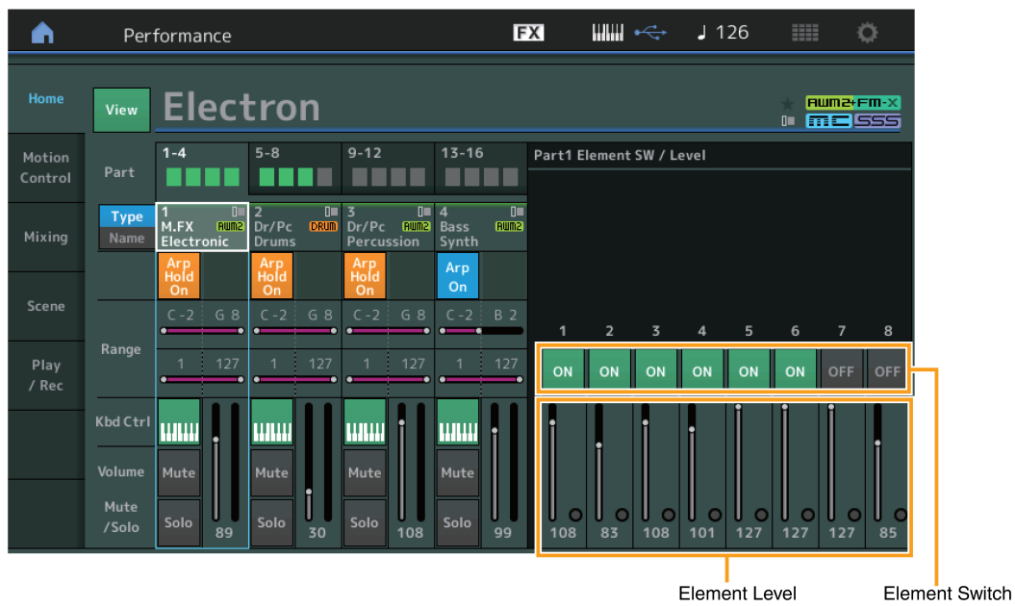 Performance FX 126
Home View Electron AWM2+FM-X
MC SSS
Motion Control
Part 1-4 5-8 9-12 13-16 Part1 Element SW / Level
Mixing
Type
Name
1 2 3 4
M.FX AWM2 Dr/Pc DRUM Dr/Pc AWM2 Bass AWM2
Electronic Drums Percussion Synth
Arp Hold On Arp Hold On Arp Hold On Arp On
Scene
C -2 G 8 C -2 G 8 C -2 G 8 C -2 B 2
1 2 3 4 5 6 7 8
Range
Play / Rec
1 127 1 127 1 127 1 127
ON ON ON ON ON ON OFF OFF
Kbd Ctrl
Volume Mute Mute Mute Mute
Mute /Solo
Solo Solo Solo Solo
89 30 108 99 108 83 108 101 127 127 127 85
Element Level Element Switch